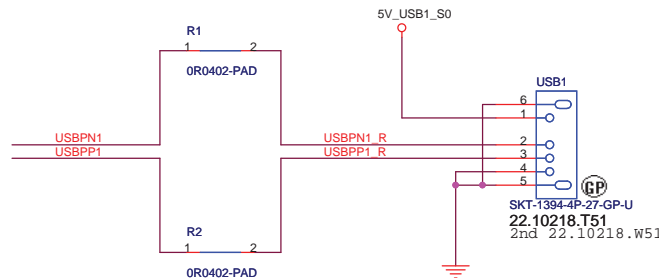 5V_USB1_S0
R1
1 2
0R0402-PAD
USB1
6
1
USBPN1 USBPN1_R 2
USBPP1 USBPP1_R 3
4
5
GP
SKT-1394-4P-27-GP-U
R2
22.10218.T51
2nd 22.10218.W51
1 2
0R0402-PAD